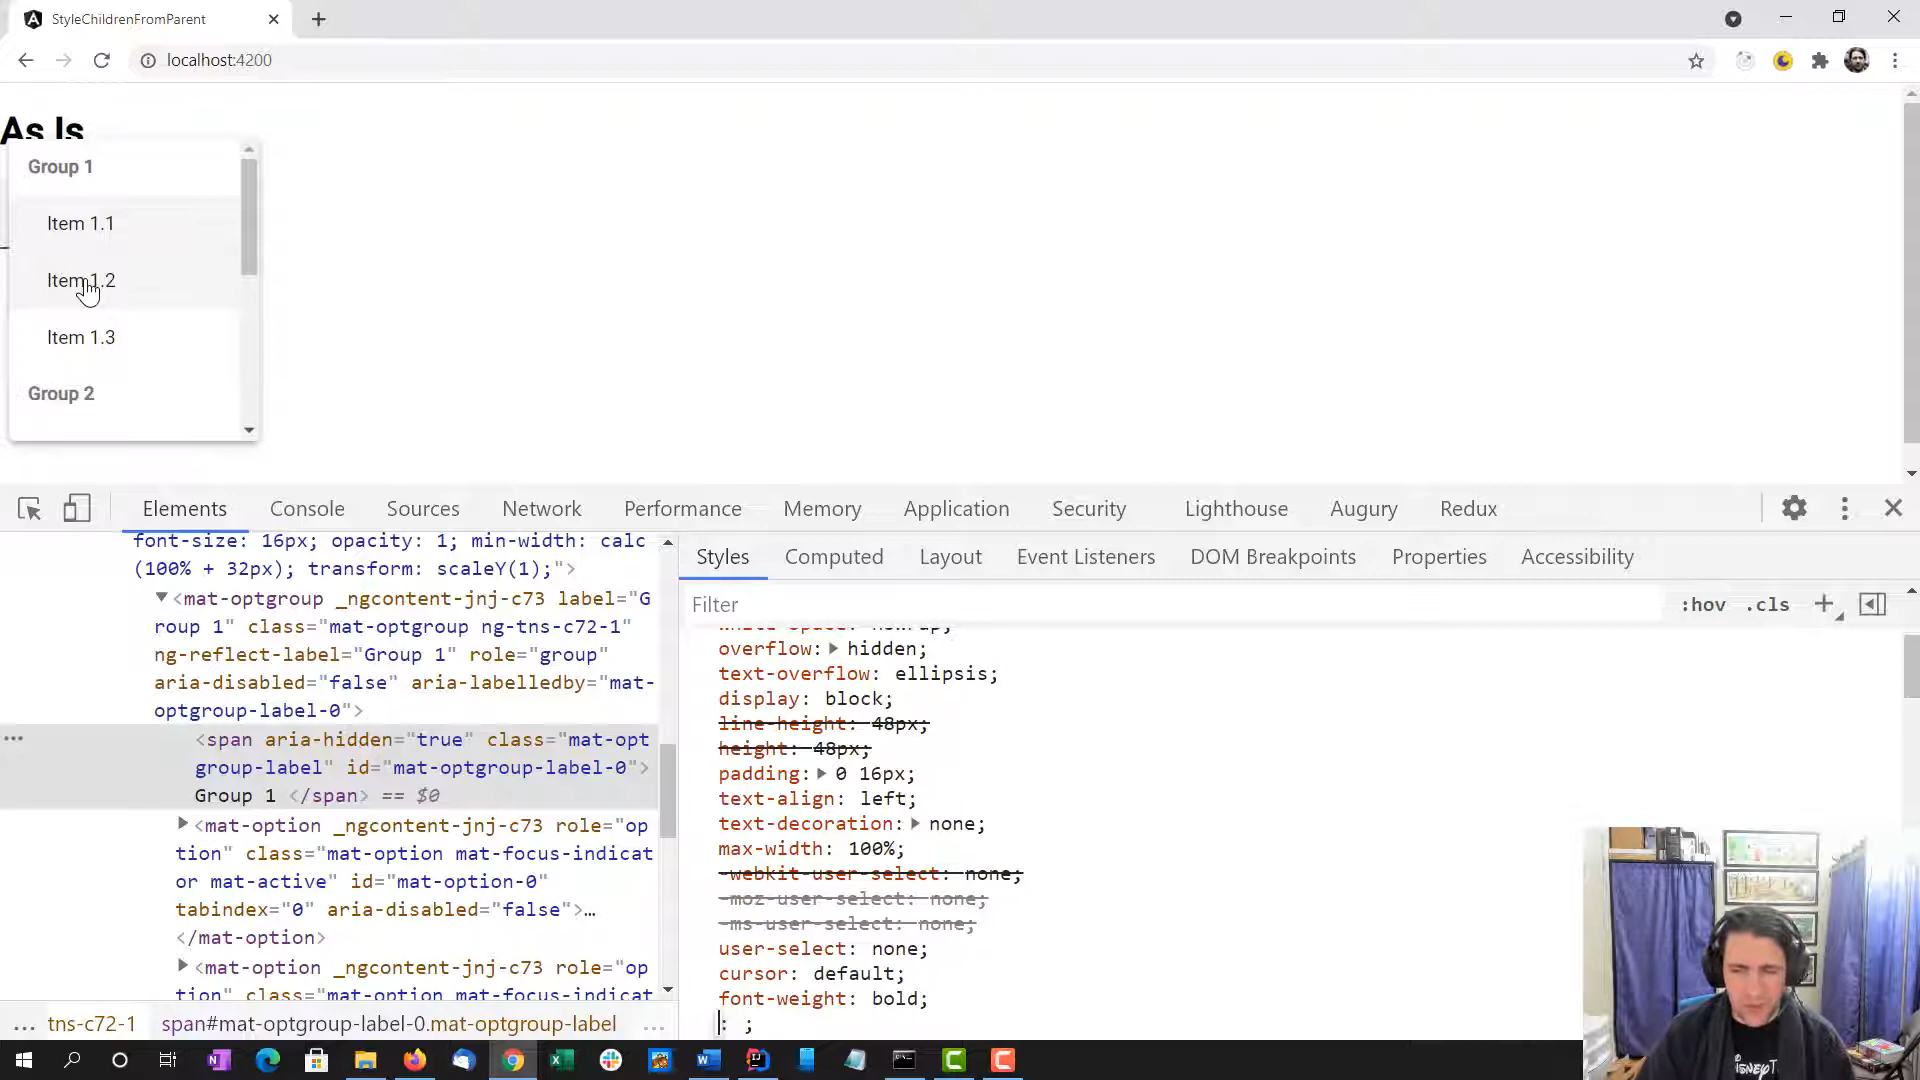 StyleChildrenFromParent
localhost:4200
As Is
Group 1
Item 1.1
Item 1.2
Item 1.3
Group 2
Elements Console Sources Network Performance Memory Application Security Lighthouse Augury Redux
font-size: 16px; opacity: 1; min-width: calc
(100% + 32px); transform: scaleY(1);">
<mat-optgroup _ngcontent-jnj-c73 label="G
roup 1" class="mat-optgroup ng-tns-c72-1"
ng-reflect-label="Group 1" role="group"
aria-disabled="false" aria-labelledby="mat-
optgroup-label-0">
<span aria-hidden="true" class="mat-opt
group-label" id="mat-optgroup-label-0">
Group 1 </span> == $0
<mat-option _ngcontent-jnj-c73 role="op
tion" class="mat-option mat-focus-indicat
or mat-active" id="mat-option-0"
tabindex="0" aria-disabled="false">…
</mat-option>
<mat-option _ngcontent-jnj-c73 role="op
tion" class="mat-option mat-focus-indicat
... tns-c72-1 span#mat-optgroup-label-0.mat-optgroup-label ...
Styles Computed Layout Event Listeners DOM Breakpoints Properties Accessibility
Filter :hov .cls
white-space: nowrap;
overflow: hidden;
text-overflow: ellipsis;
display: block;
line-height: 48px;
height: 48px;
padding: 0 16px;
text-align: left;
text-decoration: none;
max-width: 100%;
-webkit-user-select: none;
-moz-user-select: none;
-ms-user-select: none;
user-select: none;
cursor: default;
font-weight: bold;
: ;